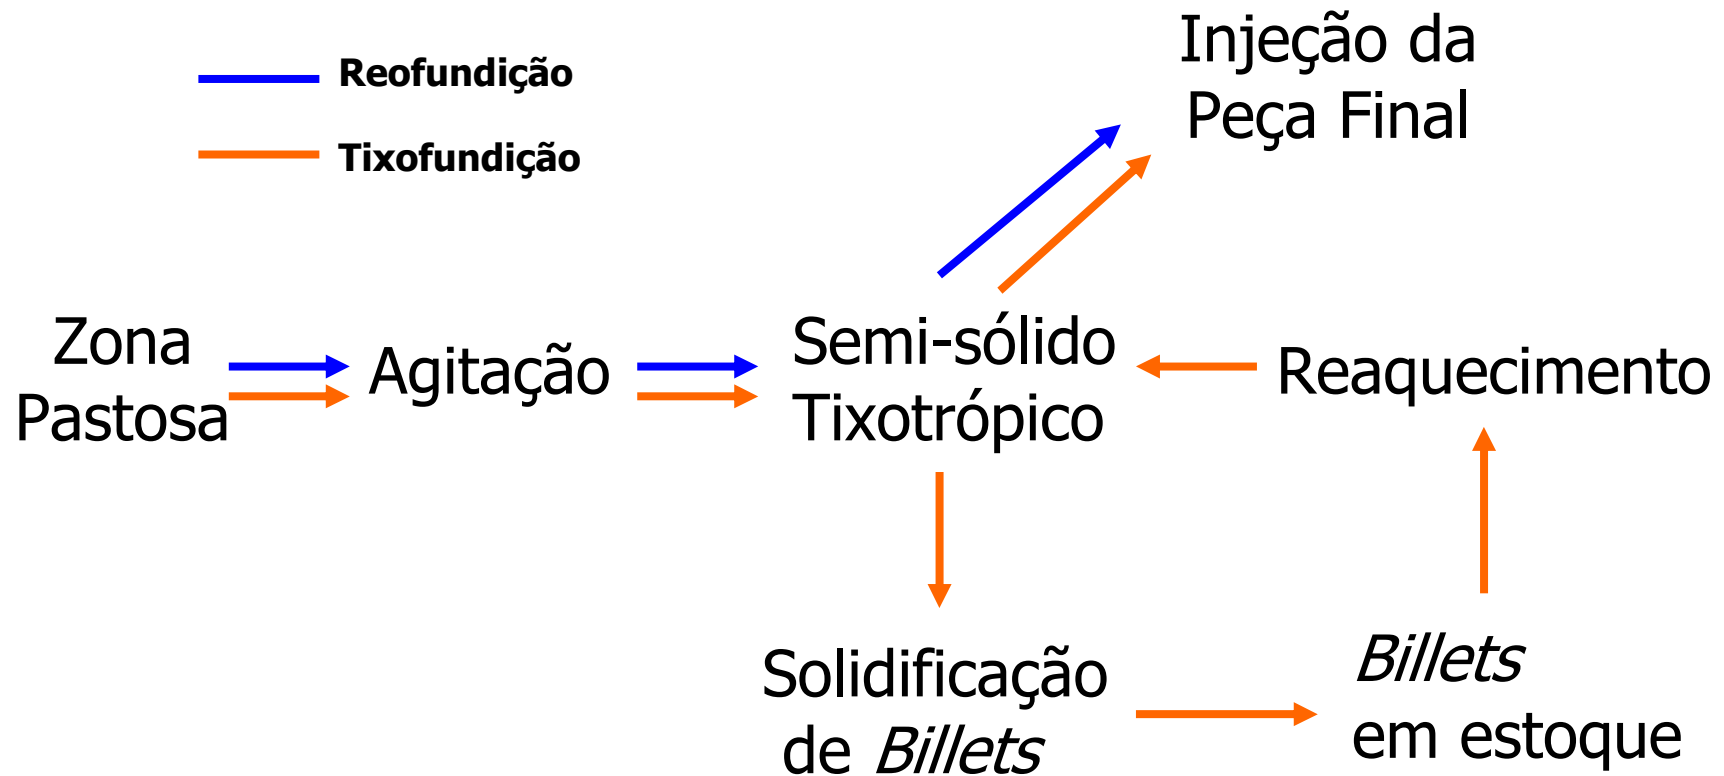 Reofundição
Tixofundição
Injeção da
Peça Final
Zona
Pastosa
Agitação
Semi-sólido
Tixotrópico
Reaquecimento
Solidificação
de Billets
Billets
em estoque